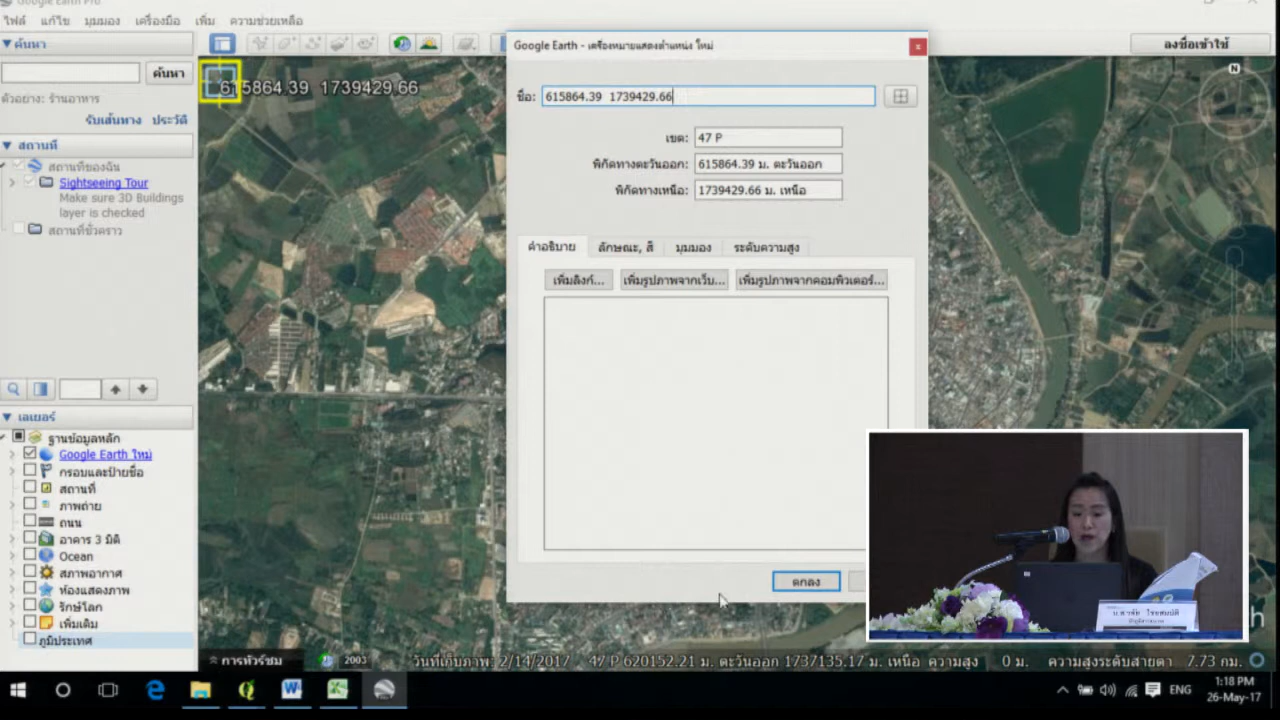 Google Earth Pro
ไฟล์ แก้ไข มุมมอง เครื่องมือ เพิ่ม ความช่วยเหลือ
ค้นหา
ค้นหา
ตัวอย่าง: ร้านอาหาร
รับเส้นทาง ประวัติ
สถานที่
สถานที่ของฉัน
Sightseeing Tour
Make sure 3D Buildings
layer is checked
สถานที่ชั่วคราว
เลเยอร์
ฐานข้อมูลหลัก
Google Earth ใหม่
กรอบและป้ายชื่อ
สถานที่
ภาพถ่าย
ถนน
อาคาร 3 มิติ
Ocean
สภาพอากาศ
ห้องแสดงภาพ
รักษ์โลก
เพิ่มเติม
ภูมิประเทศ
ลงชื่อเข้าใช้
N
615864.39 1739429.66
Google Earth - เครื่องหมายแสดงตำแหน่ง ใหม่
ชื่อ: 615864.39 1739429.66
เขต: 47 P
พิกัดทางตะวันออก: 615864.39 ม. ตะวันออก
พิกัดทางเหนือ: 1739429.66 ม. เหนือ
คำอธิบาย ลักษณะ, สี มุมมอง ระดับความสูง
เพิ่มลิงก์... เพิ่มรูปภาพจากเว็บ... เพิ่มรูปภาพจากคอมพิวเตอร์...
ตกลง
การทัวร์ชม 2003 วันที่เก็บภาพ: 2/14/2017 47 P 620152.21 ม. ตะวันออก 1737135.17 ม. เหนือ ความสูง 0 ม. ความสูงระดับสายตา 7.73 กม.
ENG
1:18 PM
26-May-17